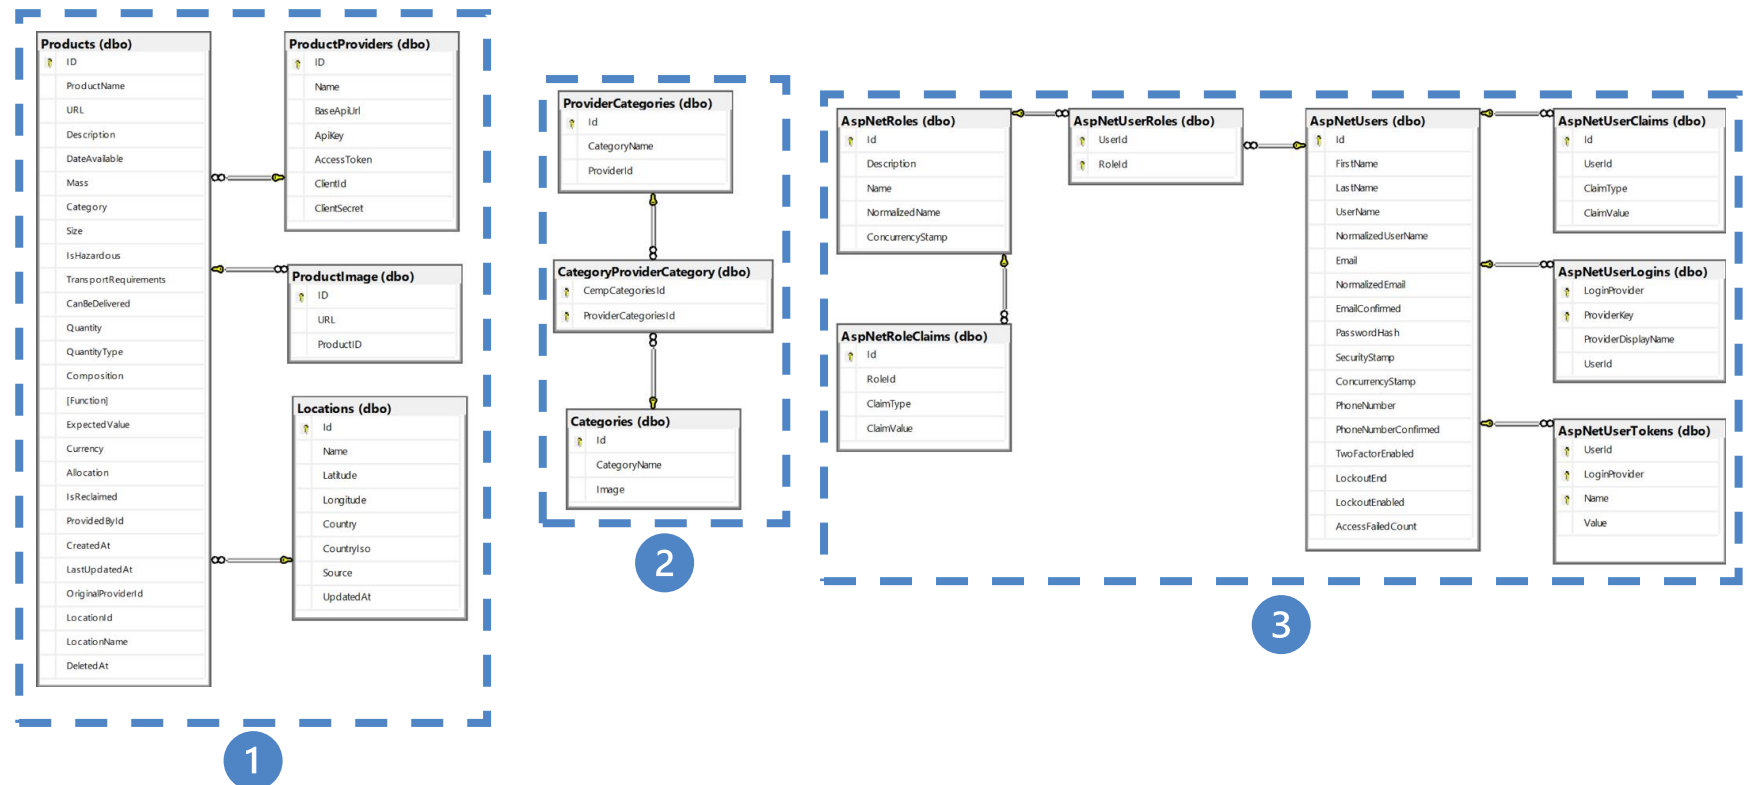 Products (dbo)
ID
ProductName
URL
Description
DateAvailable
Mass
Category
Size
IsHazardous
TransportRequirements
CanBeDelivered
Quantity
QuantityType
Composition
[Function]
ExpectedValue
Currency
Allocation
IsReclaimed
ProvidedById
CreatedAt
LastUpdatedAt
OriginalProviderId
LocationId
LocationName
DeletedAt
ProductProviders (dbo)
ID
Name
BaseApiUrl
ApiKey
AccessToken
ClientId
ClientSecret
ProductImage (dbo)
ID
URL
ProductID
Locations (dbo)
Id
Name
Latitude
Longitude
Country
CountryIso
Source
UpdatedAt
1
ProviderCategories (dbo)
Id
CategoryName
ProviderId
CategoryProviderCategory (dbo)
CempCategoriesId
ProviderCategoriesId
Categories (dbo)
Id
CategoryName
Image
2
AspNetRoles (dbo)
Id
Description
Name
NormalizedName
ConcurrencyStamp
AspNetRoleClaims (dbo)
Id
RoleId
ClaimType
ClaimValue
AspNetUserRoles (dbo)
UserId
RoleId
AspNetUsers (dbo)
Id
FirstName
LastName
UserName
NormalizedUserName
Email
NormalizedEmail
EmailConfirmed
PasswordHash
SecurityStamp
ConcurrencyStamp
PhoneNumber
PhoneNumberConfirmed
TwoFactorEnabled
LockoutEnd
LockoutEnabled
AccessFailedCount
AspNetUserClaims (dbo)
Id
UserId
ClaimType
ClaimValue
AspNetUserLogins (dbo)
LoginProvider
ProviderKey
ProviderDisplayName
UserId
AspNetUserTokens (dbo)
UserId
LoginProvider
Name
Value
3